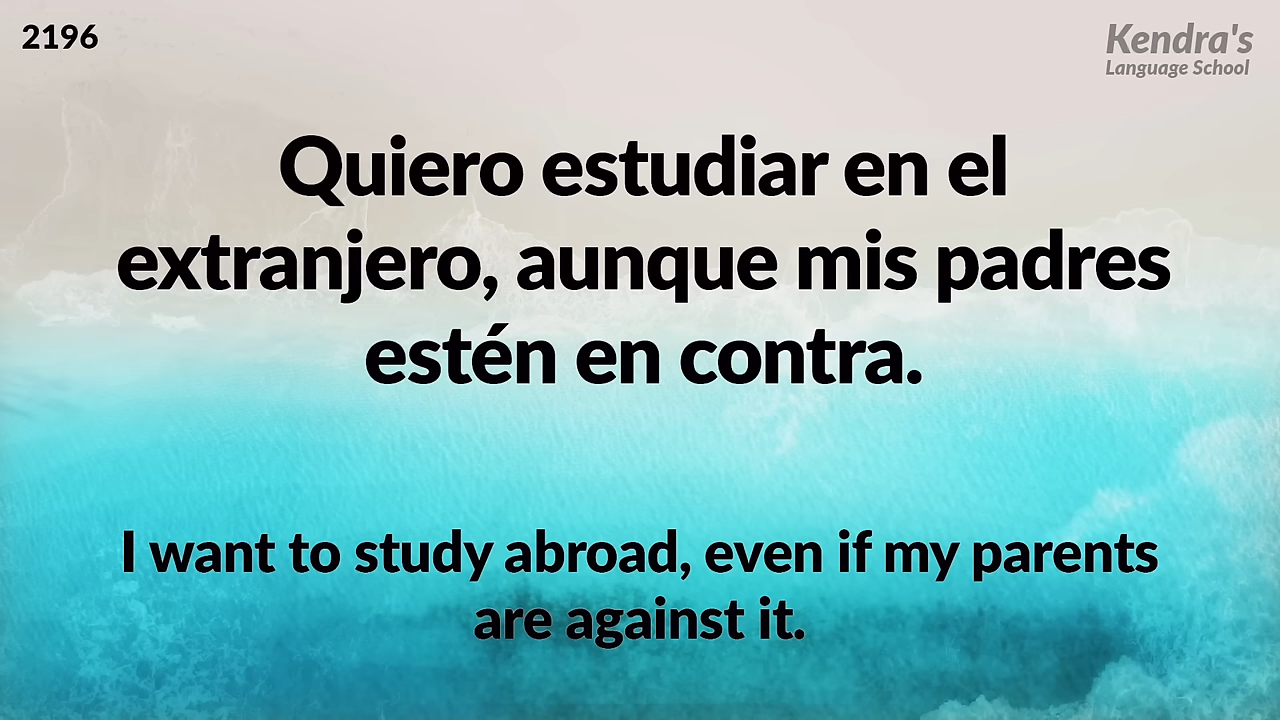 2196
Kendra's
Language School
Quiero estudiar en el
extranjero, aunque mis padres
estén en contra.
I want to study abroad, even if my parents
are against it.